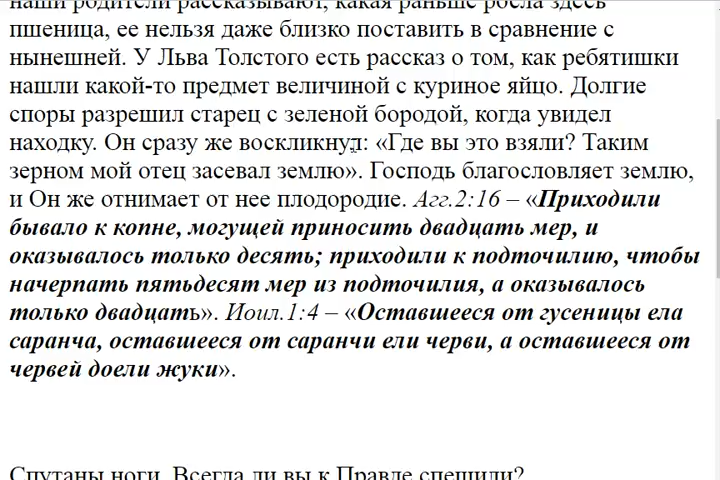 наши родители рассказывают, какая раньше росла здесь
пшеница, ее нельзя даже близко поставить в сравнение с
нынешней. У Льва Толстого есть рассказ о том, как ребятишки
нашли какой-то предмет величиной с куриное яйцо. Долгие
споры разрешил старец с зеленой бородой, когда увидел
находку. Он сразу же воскликнул: «Где вы это взяли? Таким
зерном мой отец засевал землю». Господь благословляет землю,
и Он же отнимает от нее плодородие. Агг.2:16 – «Приходили
бывало к копне, могущей приносить двадцать мер, и
оказывалось только десять; приходили к подточилию, чтобы
начерпать пятьдесят мер из подточилия, а оказывалось
только двадцать». Иоил.1:4 – «Оставшееся от гусеницы ела
саранча, оставшееся от саранчи ели черви, а оставшееся от
червей доели жуки».
Спутаны ноги. Всегда ли вы к Правде спешили?